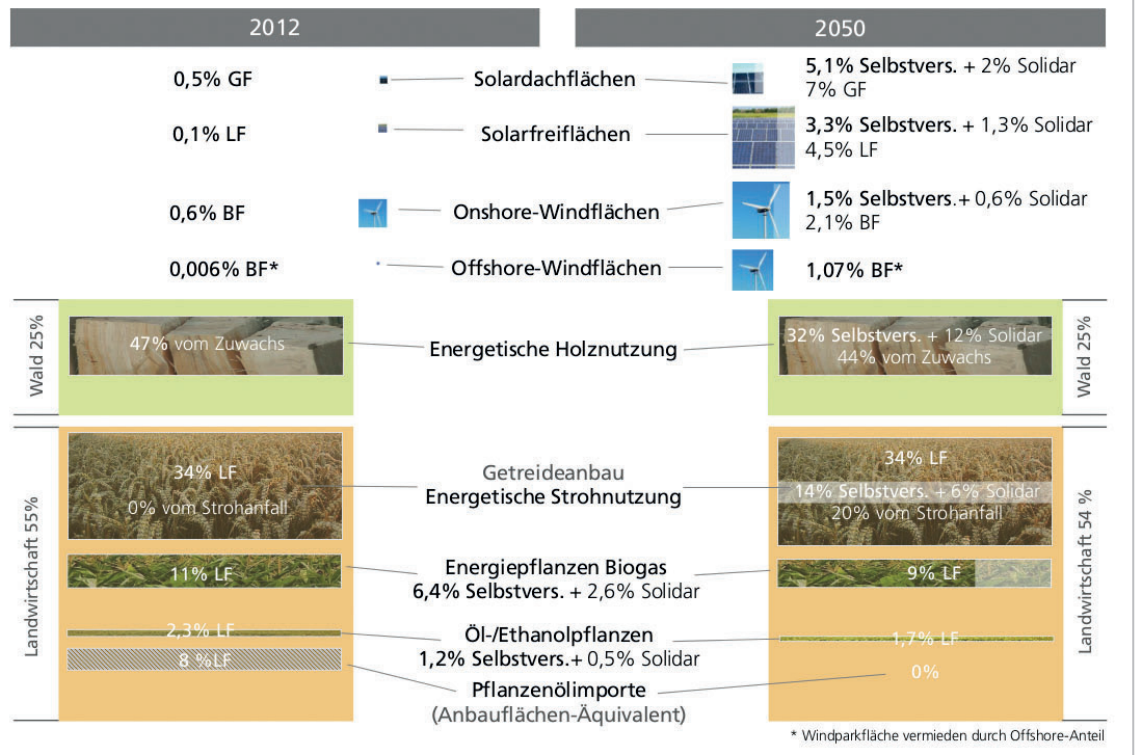 2012
2050
0,5% GF
Solardachflächen
5,1% Selbstvers. + 2% Solidar
7% GF
0,1% LF
Solarfreiflächen
3,3% Selbstvers. + 1,3% Solidar
4,5% LF
0,6% BF
Onshore-Windflächen
1,5% Selbstvers.+ 0,6% Solidar
2,1% BF
0,006% BF*
Offshore-Windflächen
1,07% BF*
Wald 25%
47% vom Zuwachs
Energetische Holznutzung
32% Selbstvers. + 12% Solidar
44% vom Zuwachs
Wald 25%
Landwirtschaft 55%
34% LF
0% vom Strohanfall
Getreideanbau
Energetische Strohnutzung
34% LF
14% Selbstvers. + 6% Solidar
20% vom Strohanfall
Landwirtschaft 54 %
11% LF
Energiepflanzen Biogas
6,4% Selbstvers. + 2,6% Solidar
9% LF
2,3% LF
Öl-/Ethanolpflanzen
1,2% Selbstvers.+ 0,5% Solidar
1,7% LF
8 %LF
Pflanzenölimporte
(Anbauflächen-Äquivalent)
0%
* Windparkfläche vermieden durch Offshore-Anteil